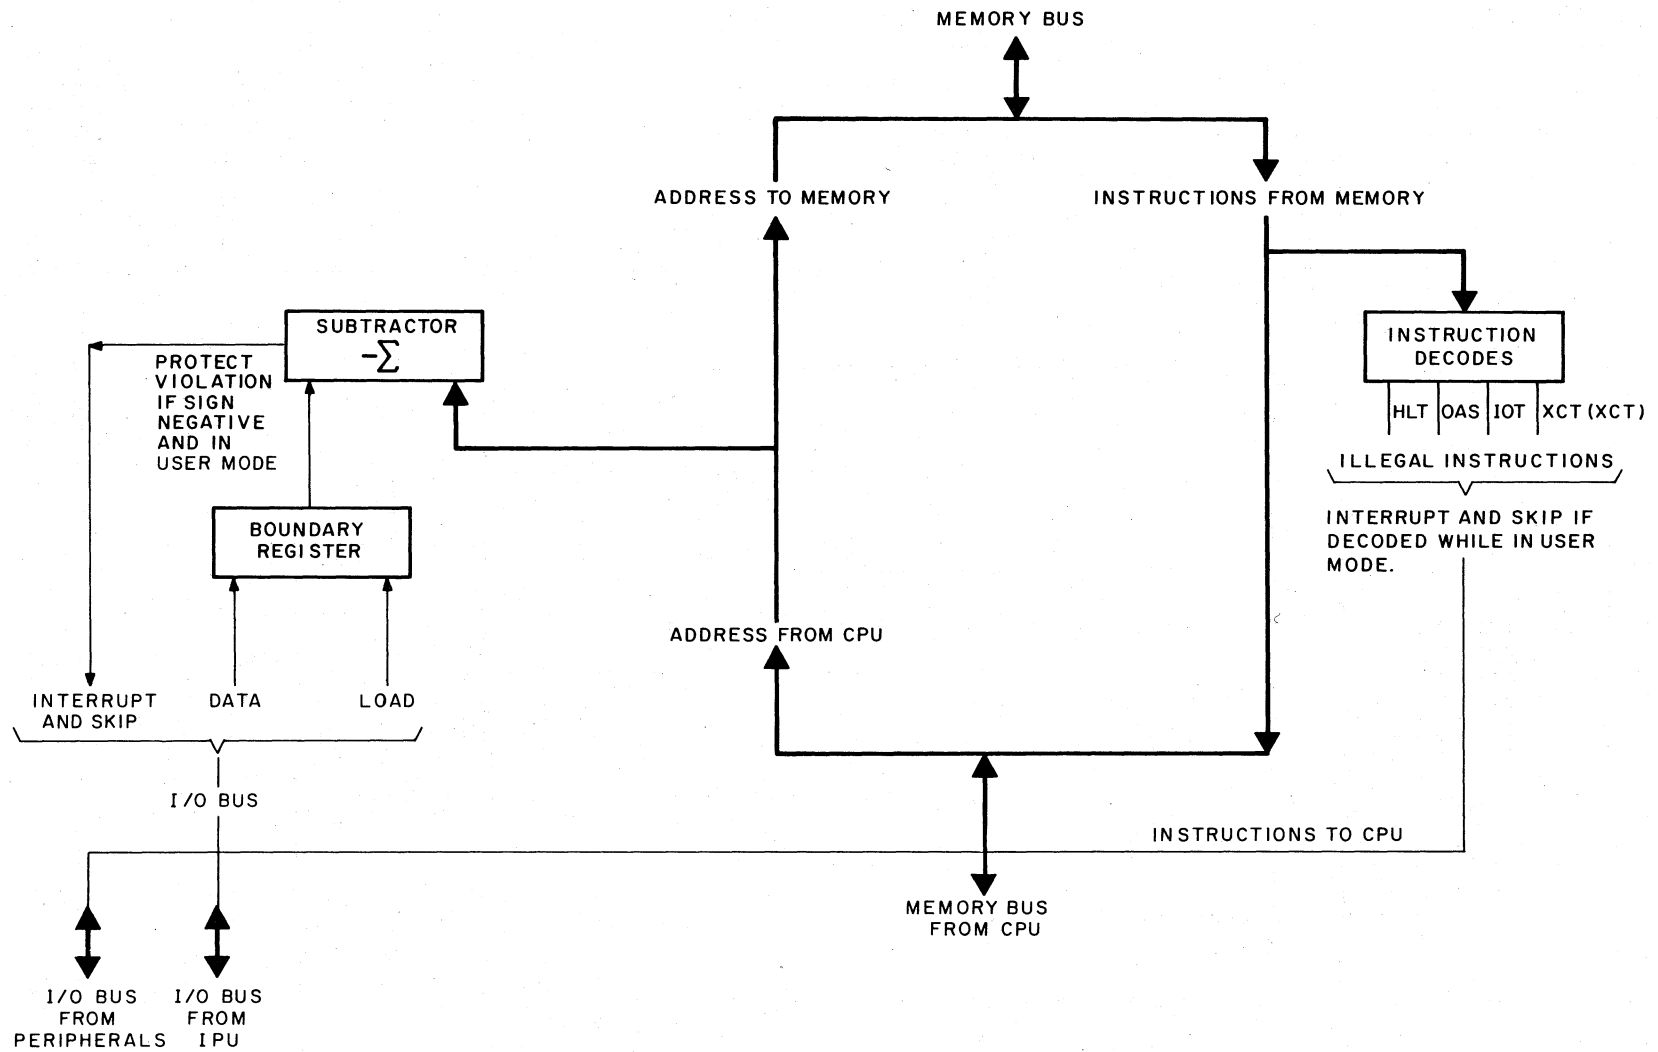 MEMORY BUS
ADDRESS TO MEMORY
INSTRUCTIONS FROM MEMORY
SUBTRACTOR
-Σ
INSTRUCTION
DECODES
PROTECT
VIOLATION
IF SIGN
NEGATIVE
AND IN
USER MODE
HLT OAS IOT XCT (XCT)
ILLEGAL INSTRUCTIONS
INTERRUPT AND SKIP IF
DECODED WHILE IN USER
MODE.
BOUNDARY
REGISTER
ADDRESS FROM CPU
INTERRUPT
AND SKIP
DATA
LOAD
I/O BUS
INSTRUCTIONS TO CPU
MEMORY BUS
FROM CPU
I/O BUS
FROM
PERIPHERALS
I/O BUS
FROM
IPU